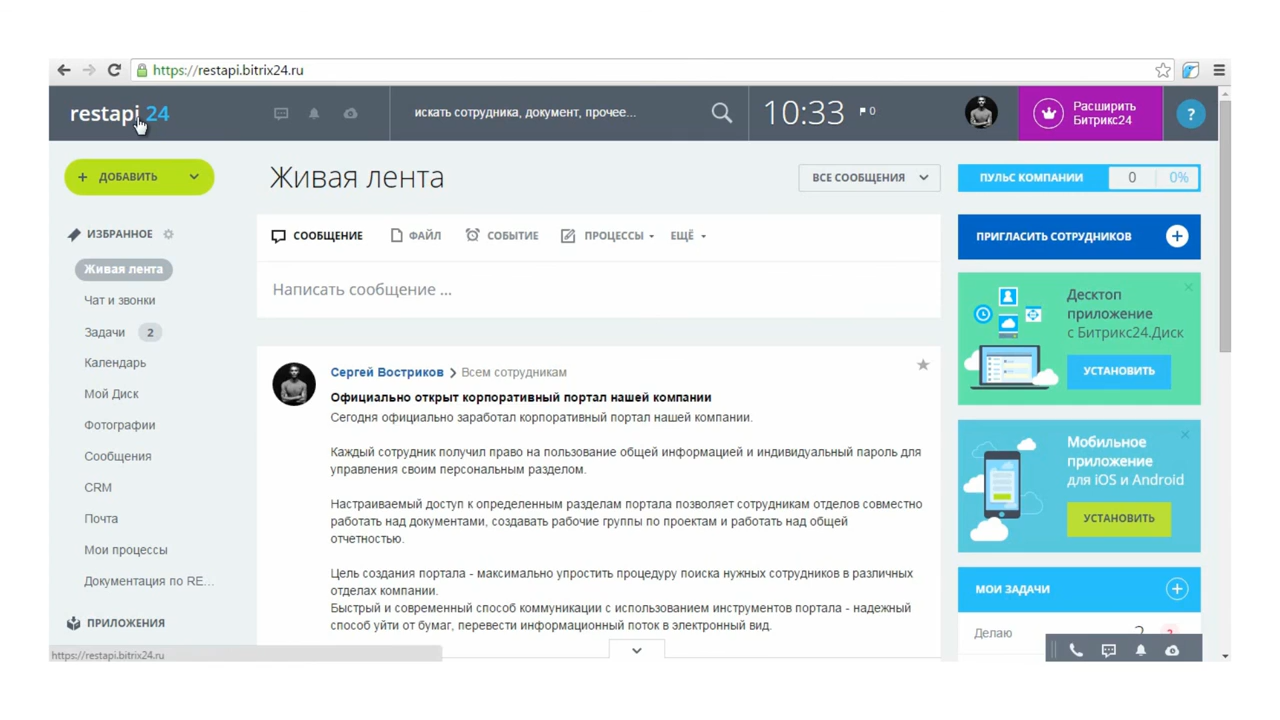 https://restapi.bitrix24.ru
restapi 24
искать сотрудника, документ, прочее...
10:33
0
Расширить
Битрикс24
?
+ ДОБАВИТЬ
Живая лента
ВСЕ СООБЩЕНИЯ
ПУЛЬС КОМПАНИИ 0 0%
ИЗБРАННОЕ
Живая лента
Чат и звонки
Задачи 2
Календарь
Мой Диск
Фотографии
Сообщения
CRM
Почта
Мои процессы
Документация по RE...
ПРИЛОЖЕНИЯ
СООБЩЕНИЕ ФАЙЛ СОБЫТИЕ ПРОЦЕССЫ ЕЩЁ
Написать сообщение ...
Сергей Востриков > Всем сотрудникам
Официально открыт корпоративный портал нашей компании
Сегодня официально заработал корпоративный портал нашей компании.
Каждый сотрудник получил право на пользование общей информацией и индивидуальный пароль для
управления своим персональным разделом.
Настраиваемый доступ к определенным разделам портала позволяет сотрудникам отделов совместно
работать над документами, создавать рабочие группы по проектам и работать над общей
отчетностью.
Цель создания портала - максимально упростить процедуру поиска нужных сотрудников в различных
отделах компании.
Быстрый и современный способ коммуникации с использованием инструментов портала - надежный
способ уйти от бумаг, перевести информационный поток в электронный вид.
ПРИГЛАСИТЬ СОТРУДНИКОВ
Десктоп
приложение
с Битрикс24.Диск
УСТАНОВИТЬ
Мобильное
приложение
для iOS и Android
УСТАНОВИТЬ
МОИ ЗАДАЧИ
Делаю
https://restapi.bitrix24.ru